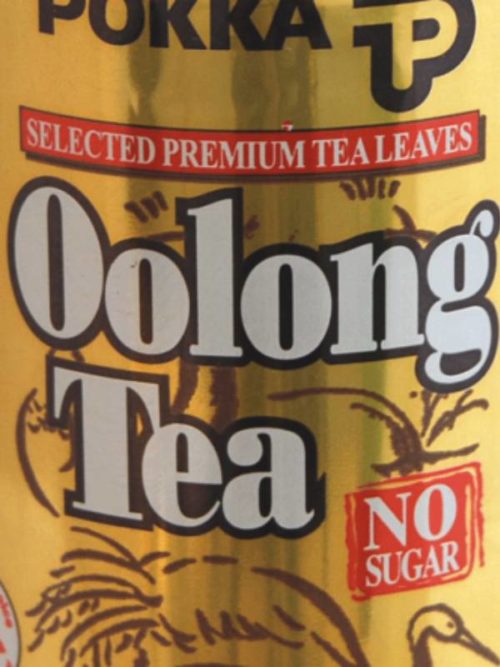 POKKA
SELECTED PREMIUM TEA LEAVES
Oolong
Tea
NO
SUGAR